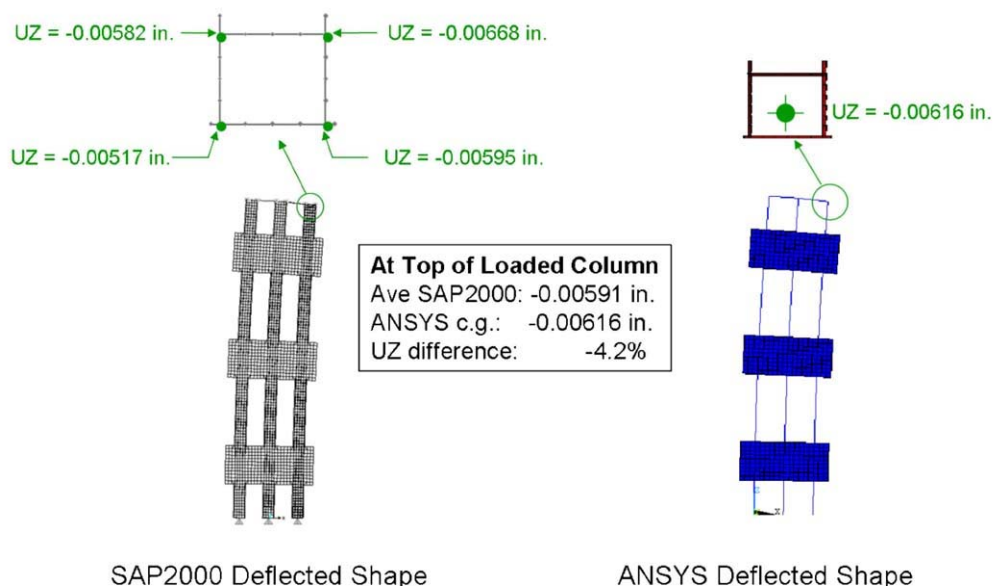 UZ = -0.00582 in.
UZ = -0.00668 in.
UZ = -0.00616 in.
UZ = -0.00517 in.
UZ = -0.00595 in.
At Top of Loaded Column
Ave SAP2000: -0.00591 in.
ANSYS c.g.: -0.00616 in.
UZ difference: -4.2%
X
SAP2000 Deflected Shape
ANSYS Deflected Shape